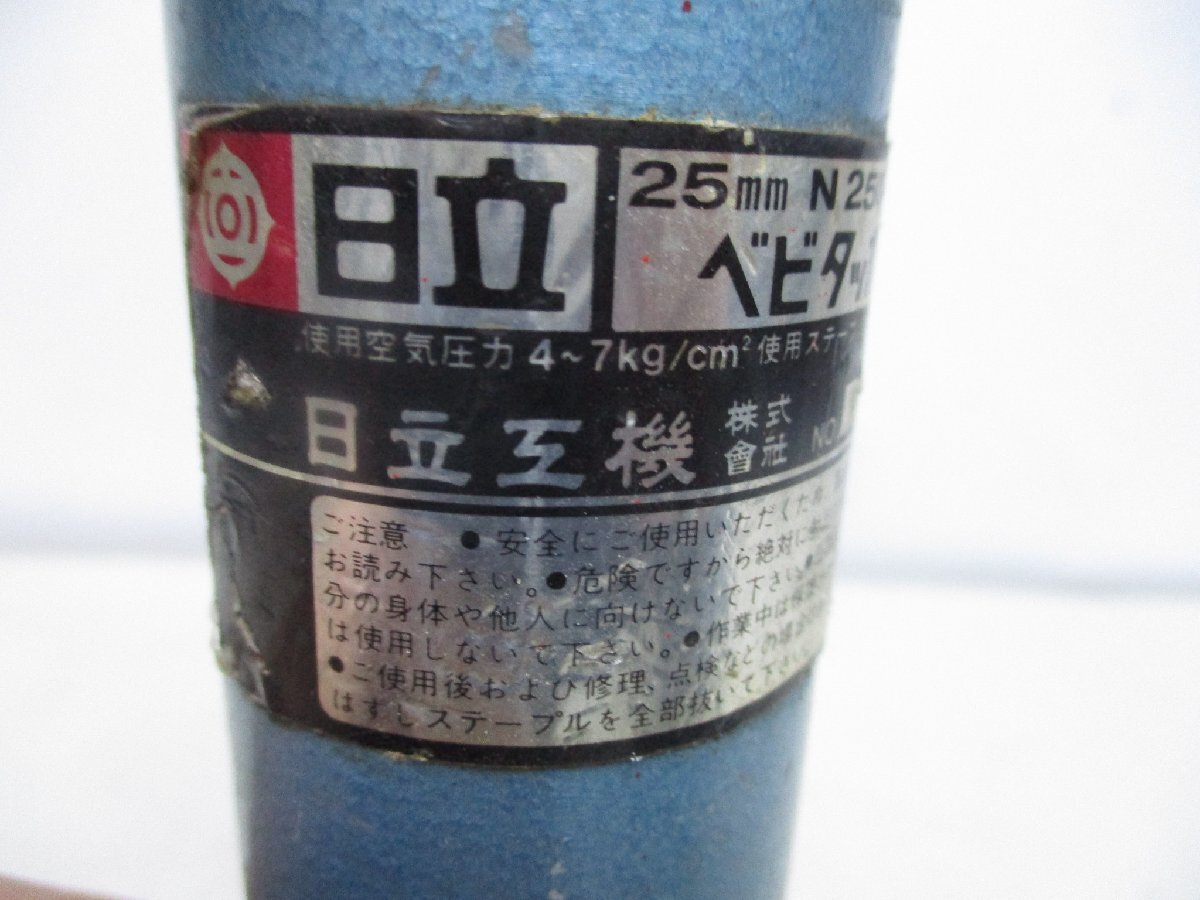 日立
25mm N 25
ベビタッ
使用空気圧力 4~7kg/cm² 使用ステー
日立工機 株式會社 NO.
ご注意 ●安全にご使用いただくため
お読み下さい。●危険ですから絶対に
分の身体や他人に向けないで下さい。
は使用しないで下さい。●作業中は
●ご使用後および修理、点検などの場合
はずしステープルを全部抜いて下さい